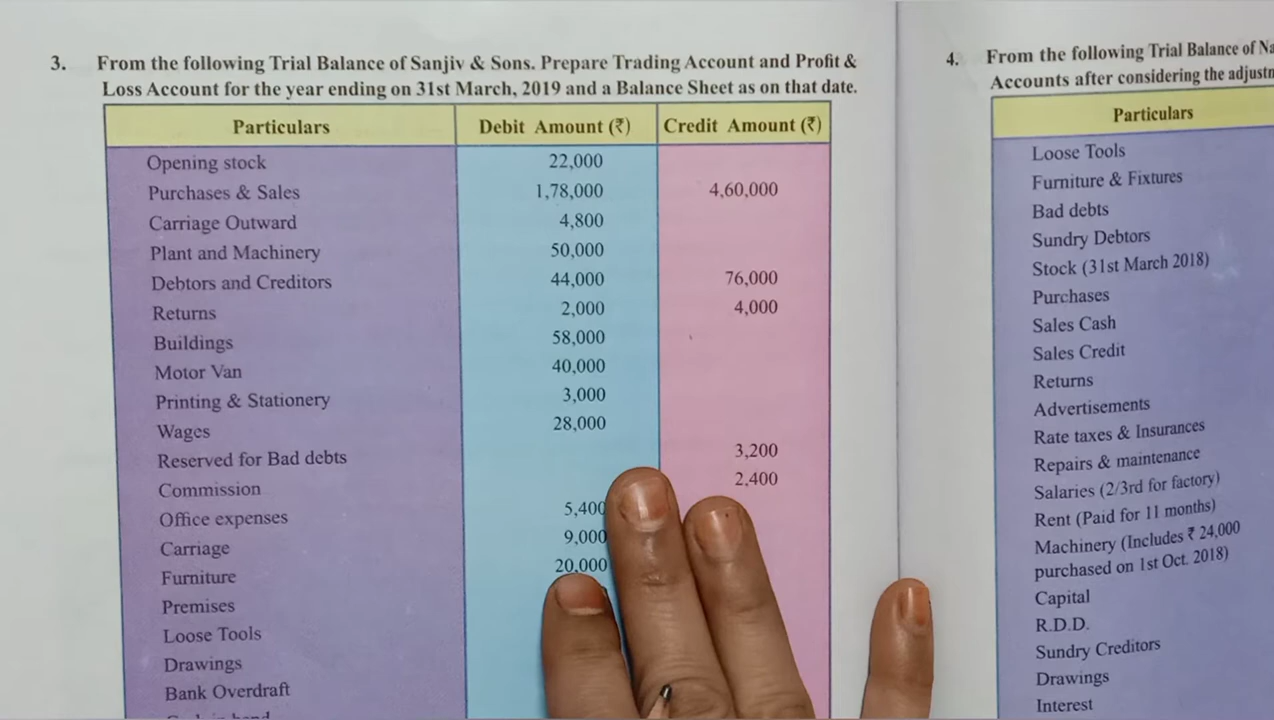 3. From the following Trial Balance of Sanjiv & Sons. Prepare Trading Account and Profit &
Loss Account for the year ending on 31st March, 2019 and a Balance Sheet as on that date.
Particulars Debit Amount (₹) Credit Amount (₹)
Opening stock 22,000
Purchases & Sales 1,78,000 4,60,000
Carriage Outward 4,800
Plant and Machinery 50,000
Debtors and Creditors 44,000 76,000
Returns 2,000 4,000
Buildings 58,000
Motor Van 40,000
Printing & Stationery 3,000
Wages 28,000
Reserved for Bad debts 3,200
Commission 2,400
Office expenses 5,400
Carriage 9,000
Furniture 20,000
Premises
Loose Tools
Drawings
Bank Overdraft
4. From the following Trial Balance of
Accounts after considering the
Particulars
Loose Tools
Furniture & Fixtures
Bad debts
Sundry Debtors
Stock (31st March 2018)
Purchases
Sales Cash
Sales Credit
Returns
Advertisements
Rate taxes & Insurances
Repairs & maintenance
Salaries (2/3rd for factory)
Rent (Paid for 11 months)
Machinery (Includes ₹ 24,000
purchased on 1st Oct. 2018)
Capital
R.D.D.
Sundry Creditors
Drawings
Interest